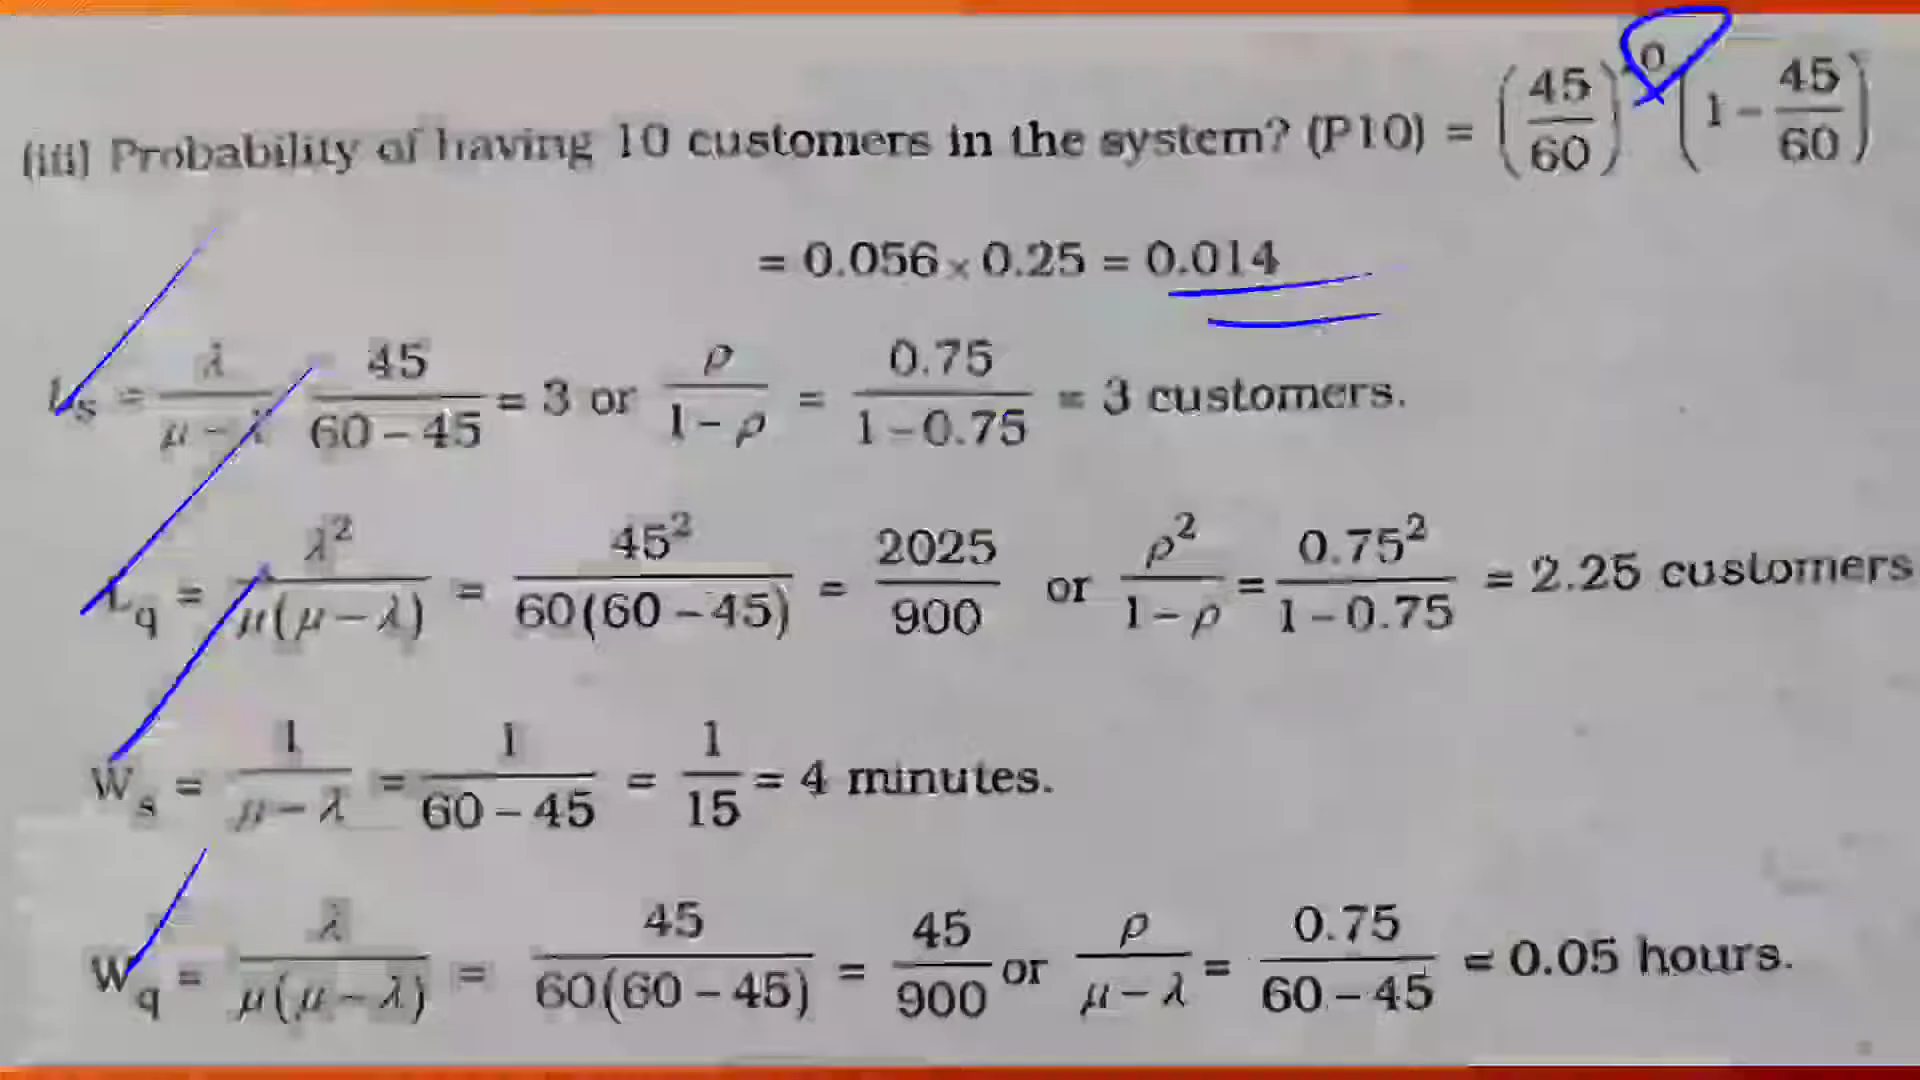 (iii) Probability of having 10 customers in the system? (P10) = (45/60)^10 (1 - 45/60)
= 0.056 × 0.25 = 0.014
Ls = λ/(μ - λ) 45/(60 - 45) = 3 or ρ/(1 - ρ) = 0.75/(1 - 0.75) = 3 customers.
Lq = λ²/(μ(μ - λ)) = 45²/(60(60 - 45)) = 2025/900 or ρ²/(1 - ρ) = 0.75²/(1 - 0.75) = 2.25 customers
Ws = 1/(μ - λ) = 1/(60 - 45) = 1/15 = 4 minutes.
Wq = λ/(μ(μ - λ)) = 45/(60(60 - 45)) = 45/900 or ρ/(μ - λ) = 0.75/(60 - 45) = 0.05 hours.